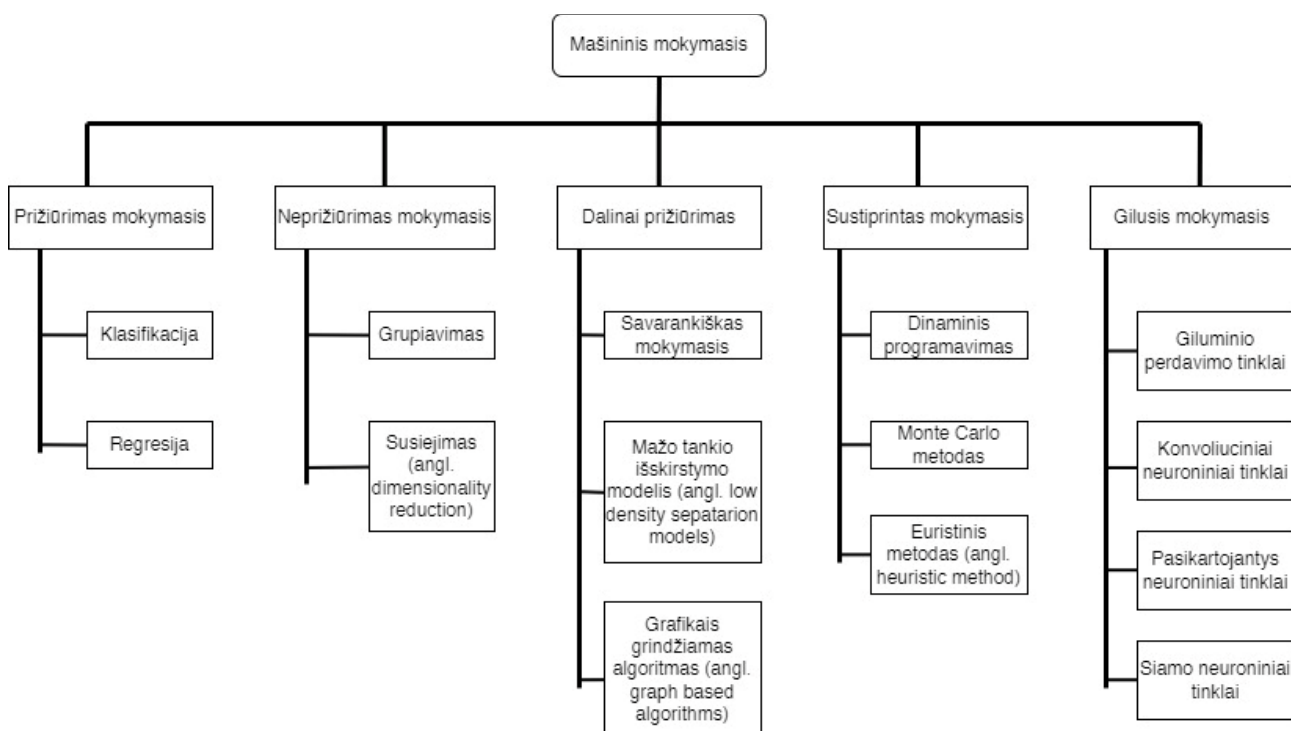 Mašininis mokymasis
Prižiūrimas mokymasis
Klasifikacija
Regresija
Neprižiūrimas mokymasis
Grupiavimas
Susiejimas
(angl.
dimensionality
reduction)
Dalinai prižiūrimas
Savarankiškas
mokymasis
Mažo tankio
išskirstymo
modelis (angl. low
density sepatarion
models)
Grafikais
grindžiamas
algoritmas (angl.
graph based
algorithms)
Sustiprintas mokymasis
Dinaminis
programavimas
Monte Carlo
metodas
Euristinis
metodas (angl.
heuristic method)
Gilusis mokymasis
Giluminio
perdavimo tinklai
Konvoliuciniai
neuroniniai tinklai
Pasikartojantys
neuroniniai tinklai
Siamo neuroniniai
tinklai